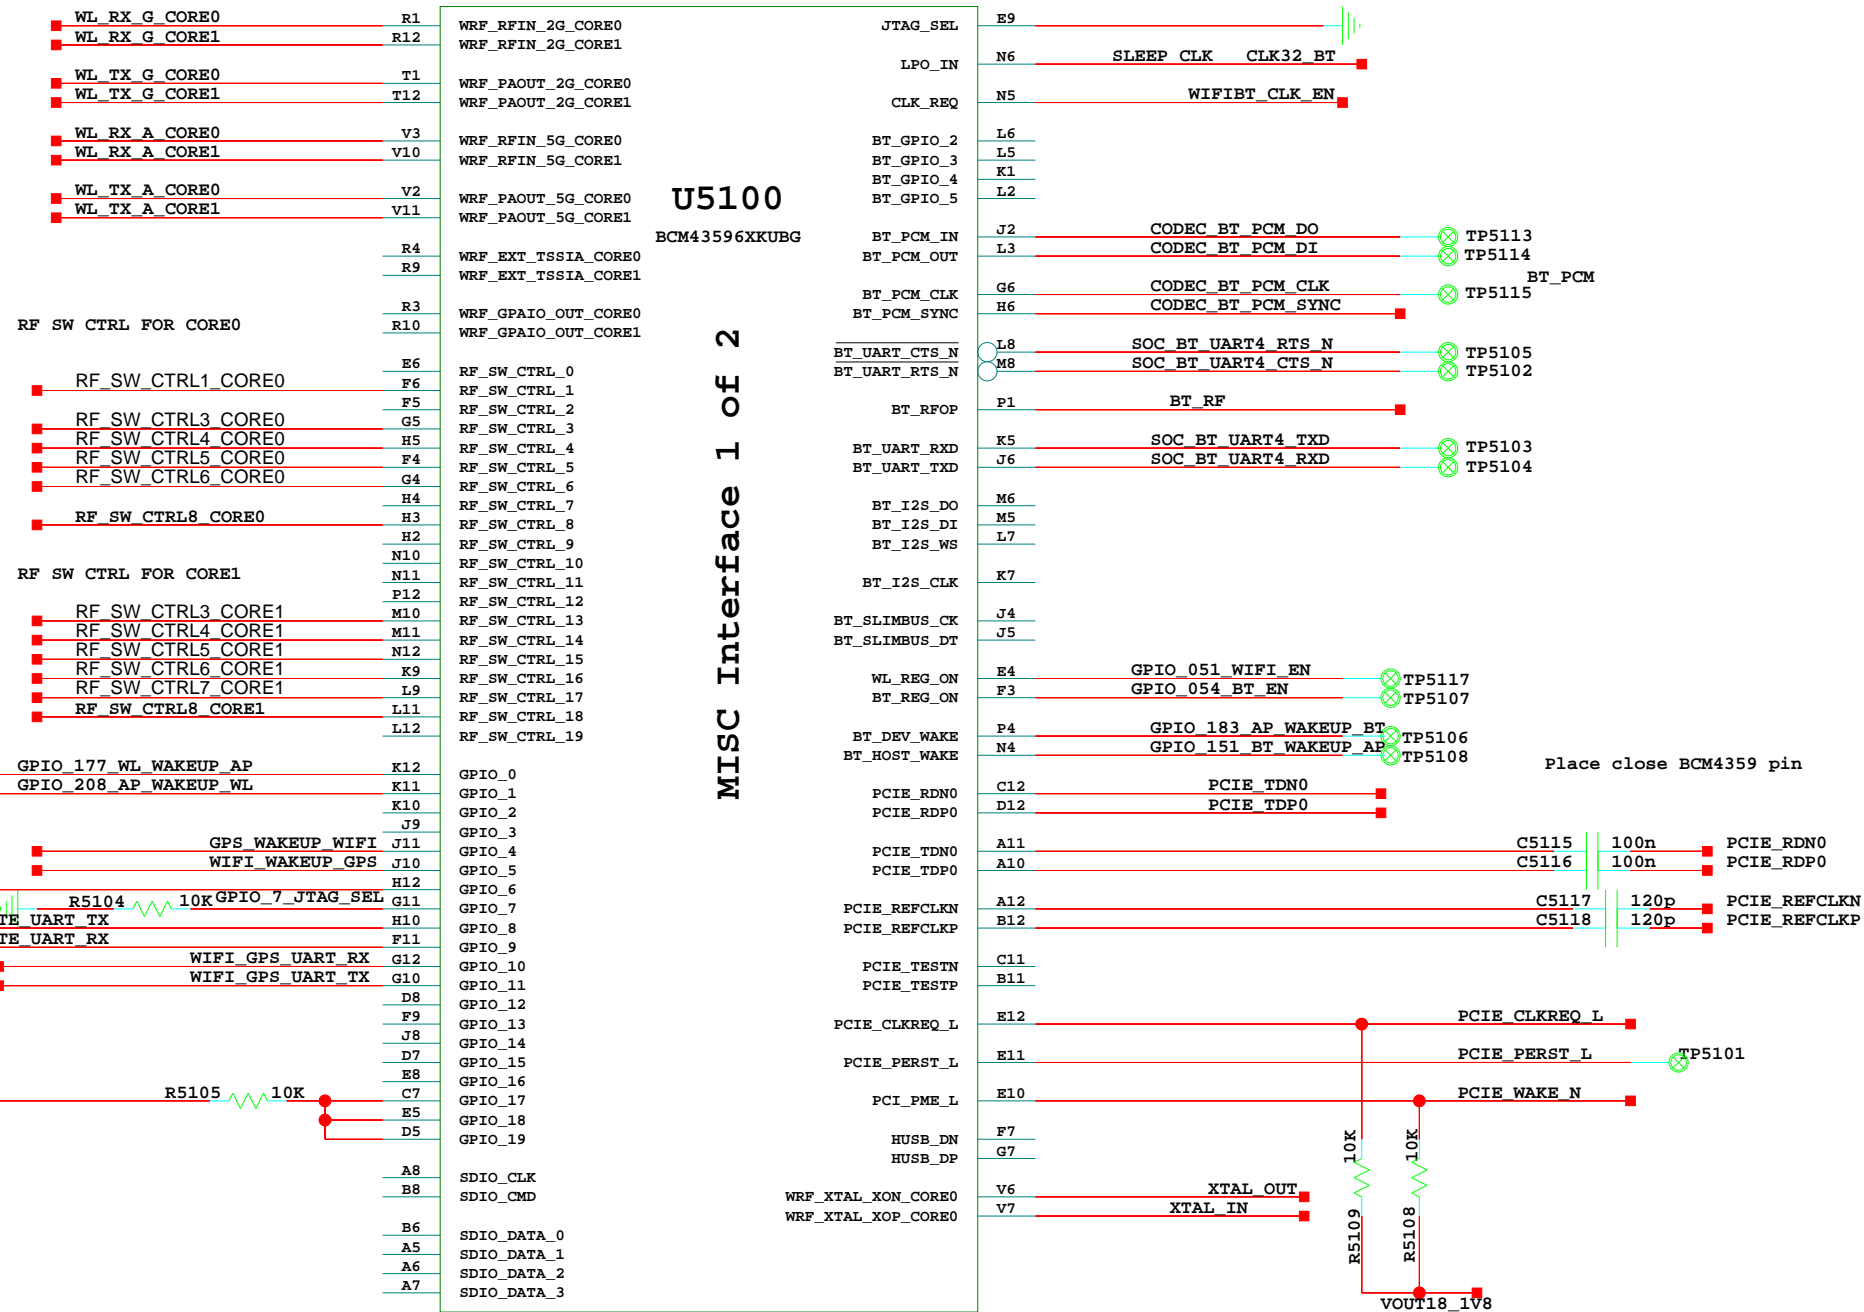 WL_RX_G_CORE0 R1 WRF_RFIN_2G_CORE0 JTAG_SEL E9
WL_RX_G_CORE1 R12 WRF_RFIN_2G_CORE1
LPO_IN N6 SLEEP CLK CLK32_BT
WL_TX_G_CORE0 T1 WRF_PAOUT_2G_CORE0
WL_TX_G_CORE1 T12 WRF_PAOUT_2G_CORE1 CLK_REQ N5 WIFIBT_CLK_EN
WL_RX_A_CORE0 V3 WRF_RFIN_5G_CORE0 BT_GPIO_2 L6
WL_RX_A_CORE1 V10 WRF_RFIN_5G_CORE1 BT_GPIO_3 L5
BT_GPIO_4 K1
WL_TX_A_CORE0 V2 WRF_PAOUT_5G_CORE0 U5100 BT_GPIO_5 L2
WL_TX_A_CORE1 V11 WRF_PAOUT_5G_CORE1
BCM43596XKUBG BT_PCM_IN J2 CODEC_BT_PCM_DO TP5113
R4 WRF_EXT_TSSIA_CORE0 BT_PCM_OUT L3 CODEC_BT_PCM_DI TP5114
R9 WRF_EXT_TSSIA_CORE1 BT_PCM
BT_PCM_CLK G6 CODEC_BT_PCM_CLK TP5115
R3 WRF_GPAIO_OUT_CORE0 BT_PCM_SYNC H6 CODEC_BT_PCM_SYNC
RF SW CTRL FOR CORE0 R10 WRF_GPAIO_OUT_CORE1
BT_UART_CTS_N L8 SOC_BT_UART4_RTS_N TP5105
E6 RF_SW_CTRL_0 BT_UART_RTS_N M8 SOC_BT_UART4_CTS_N TP5102
RF_SW_CTRL1_CORE0 F6 RF_SW_CTRL_1
F5 RF_SW_CTRL_2 BT_RFOP P1 BT_RF
RF_SW_CTRL3_CORE0 G5 RF_SW_CTRL_3
RF_SW_CTRL4_CORE0 H5 RF_SW_CTRL_4 BT_UART_RXD K5 SOC_BT_UART4_TXD TP5103
RF_SW_CTRL5_CORE0 F4 RF_SW_CTRL_5 BT_UART_TXD J6 SOC_BT_UART4_RXD TP5104
RF_SW_CTRL6_CORE0 G4 RF_SW_CTRL_6
H4 RF_SW_CTRL_7 BT_I2S_DO M6
RF_SW_CTRL8_CORE0 H3 RF_SW_CTRL_8 BT_I2S_DI M5
H2 RF_SW_CTRL_9 BT_I2S_WS L7
N10 RF_SW_CTRL_10
RF SW CTRL FOR CORE1 N11 RF_SW_CTRL_11 BT_I2S_CLK K7
P12 RF_SW_CTRL_12
RF_SW_CTRL3_CORE1 M10 RF_SW_CTRL_13 BT_SLIMBUS_CK J4
RF_SW_CTRL4_CORE1 M11 RF_SW_CTRL_14 BT_SLIMBUS_DT J5
RF_SW_CTRL5_CORE1 N12 RF_SW_CTRL_15
RF_SW_CTRL6_CORE1 K9 RF_SW_CTRL_16 WL_REG_ON E4 GPIO_051_WIFI_EN TP5117
RF_SW_CTRL7_CORE1 L9 RF_SW_CTRL_17 BT_REG_ON F3 GPIO_054_BT_EN TP5107
RF_SW_CTRL8_CORE1 L11 RF_SW_CTRL_18
L12 RF_SW_CTRL_19 BT_DEV_WAKE P4 GPIO_183_AP_WAKEUP_BT TP5106
BT_HOST_WAKE N4 GPIO_151_BT_WAKEUP_AP TP5108
MISC Interface 1 of 2
Place close BCM4359 pin
GPIO_177_WL_WAKEUP_AP K12 GPIO_0
GPIO_208_AP_WAKEUP_WL K11 GPIO_1 PCIE_RDN0 C12 PCIE_TDN0
K10 GPIO_2 PCIE_RDP0 D12 PCIE_TDP0
J9 GPIO_3
GPS_WAKEUP_WIFI J11 GPIO_4 PCIE_TDN0 A11 C5115 100n PCIE_RDN0
WIFI_WAKEUP_GPS J10 GPIO_5 PCIE_TDP0 A10 C5116 100n PCIE_RDP0
H12 GPIO_6
R5104 10K GPIO_7_JTAG_SEL G11 GPIO_7 PCIE_REFCLKN A12 C5117 120p PCIE_REFCLKN
TE_UART_TX H10 GPIO_8 PCIE_REFCLKP B12 C5118 120p PCIE_REFCLKP
TE_UART_RX F11 GPIO_9
WIFI_GPS_UART_RX G12 GPIO_10 PCIE_TESTN C11
WIFI_GPS_UART_TX G10 GPIO_11 PCIE_TESTP B11
D8 GPIO_12
F9 GPIO_13 PCIE_CLKREQ_L E12 PCIE_CLKREQ_L
J8 GPIO_14
D7 GPIO_15 PCIE_PERST_L E11 PCIE_PERST_L TP5101
E8 GPIO_16
R5105 10K C7 GPIO_17 PCI_PME_L E10 PCIE_WAKE_N
E5 GPIO_18
D5 GPIO_19 HUSB_DN F7
HUSB_DP G7
10K 10K
A8 SDIO_CLK
B8 SDIO_CMD WRF_XTAL_XON_CORE0 V6 XTAL_OUT
WRF_XTAL_XOP_CORE0 V7 XTAL_IN
R5109 R5108
B6 SDIO_DATA_0
A5 SDIO_DATA_1
A6 SDIO_DATA_2
A7 SDIO_DATA_3
VOUT18_1V8